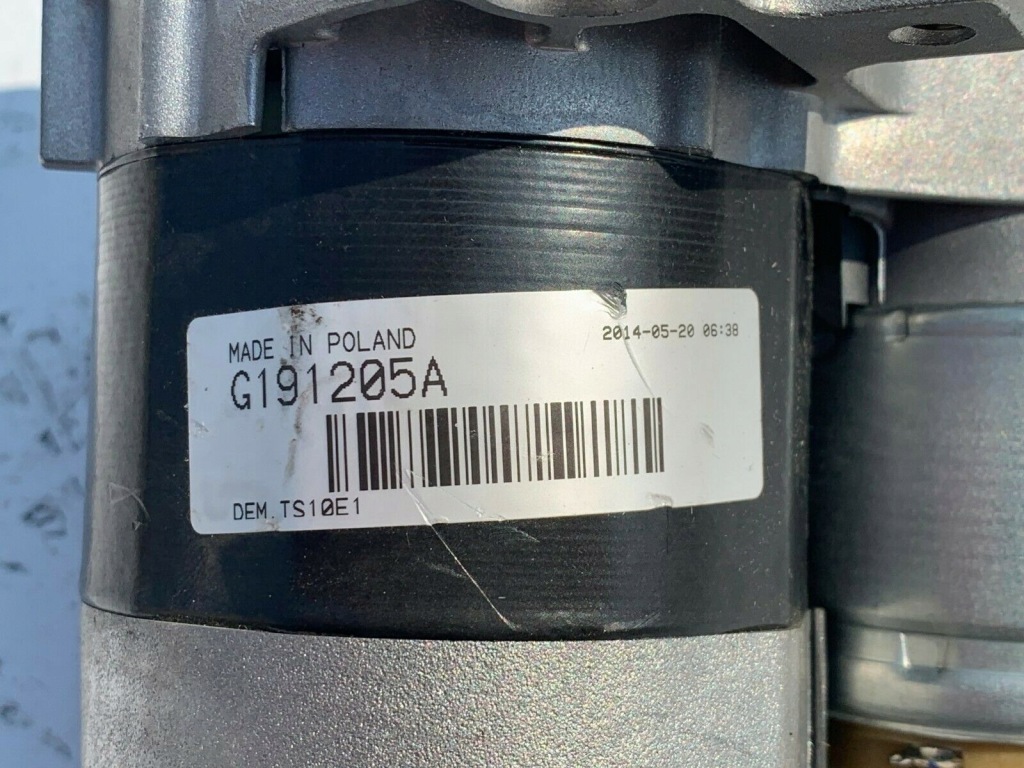 MADE IN POLAND
2014-05-20 06:38
G191205A
DEM.TS10E1